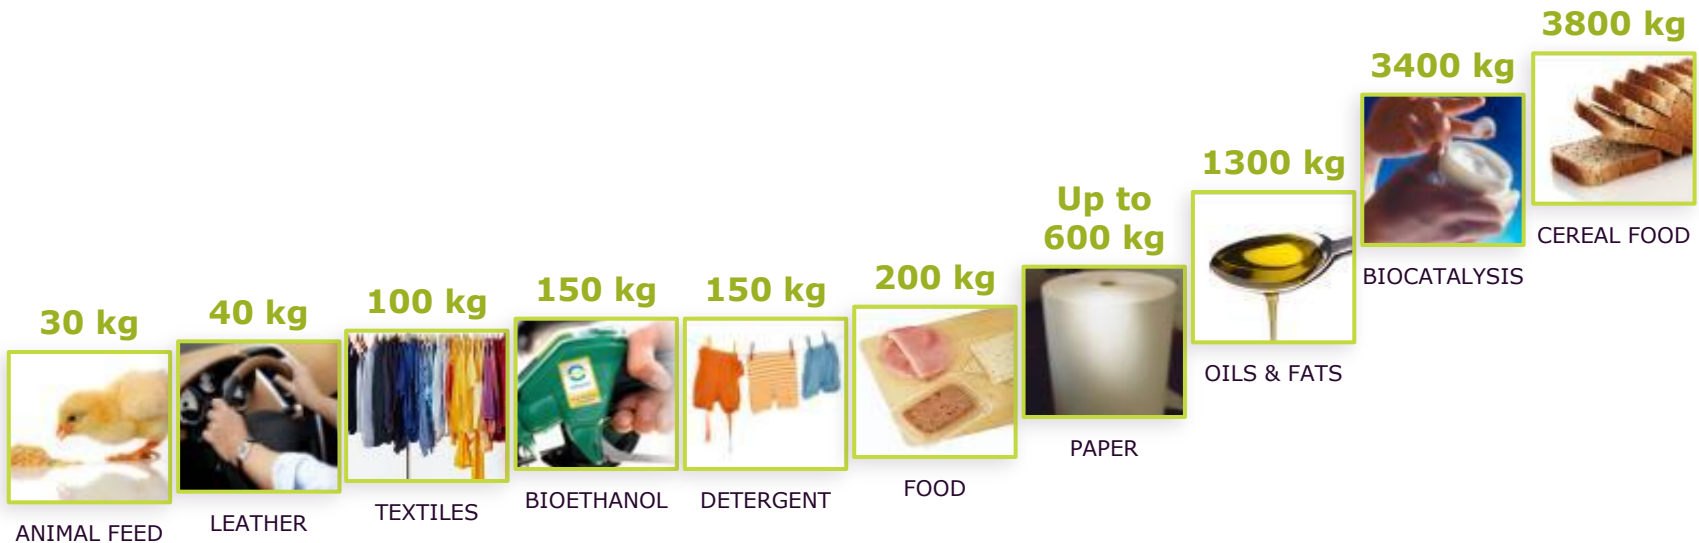 30 kg
ANIMAL FEED
40 kg
LEATHER
100 kg
TEXTILES
150 kg
BIOETHANOL
150 kg
DETERGENT
200 kg
FOOD
Up to
600 kg
PAPER
1300 kg
OILS & FATS
3400 kg
BIOCATALYSIS
3800 kg
CEREAL FOOD